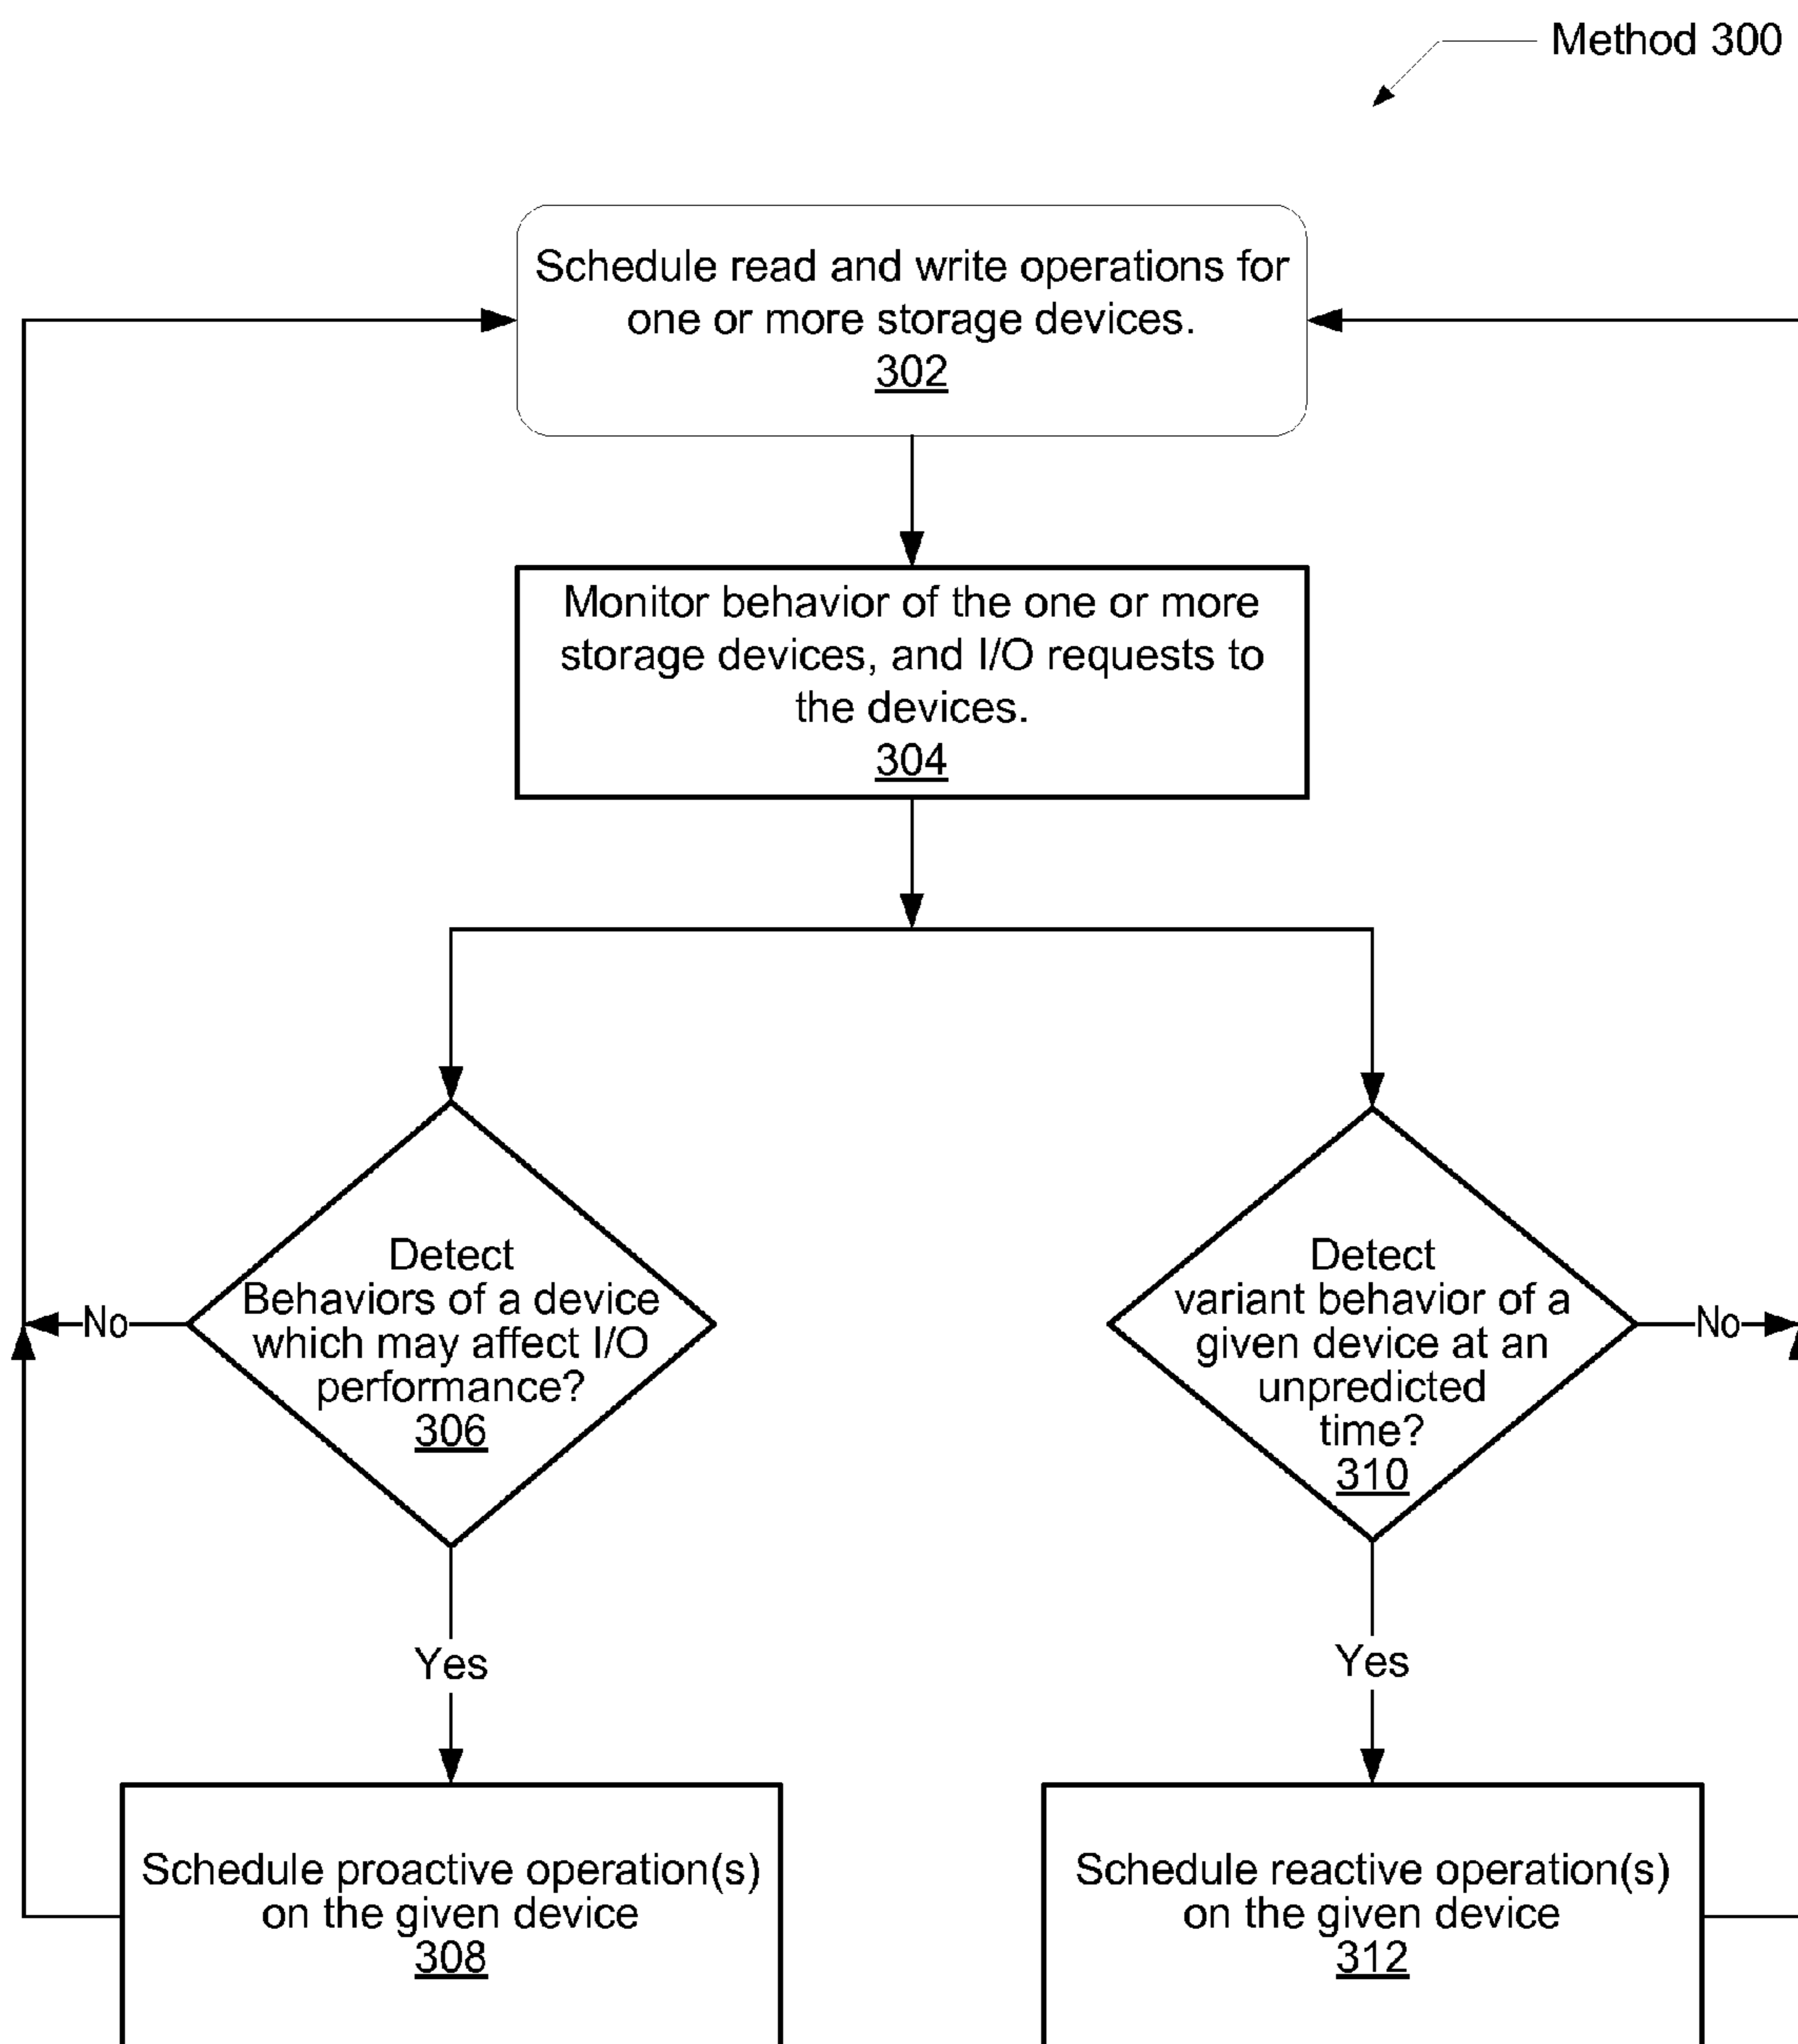 Method 300
Schedule read and write operations for
one or more storage devices.
302
Monitor behavior of the one or more
storage devices, and I/O requests to
the devices.
304
Detect
Behaviors of a device
which may affect I/O
performance?
306
No
Yes
Detect
variant behavior of a
given device at an
unpredicted
time?
310
No
Yes
Schedule proactive operation(s)
on the given device
308
Schedule reactive operation(s)
on the given device
312